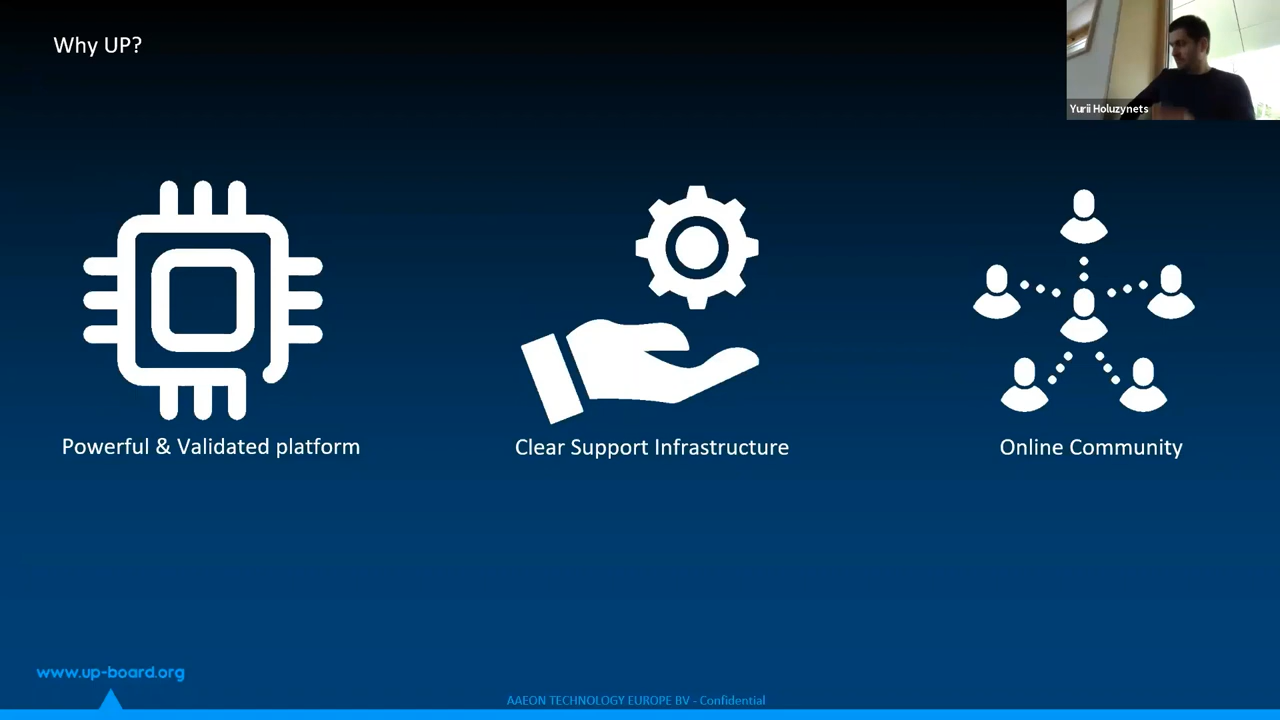 Why UP?
Yurii Holuzynets
Powerful & Validated platform
Clear Support Infrastructure
Online Community
www.up-board.org
AAEON TECHNOLOGY EUROPE BV - Confidential